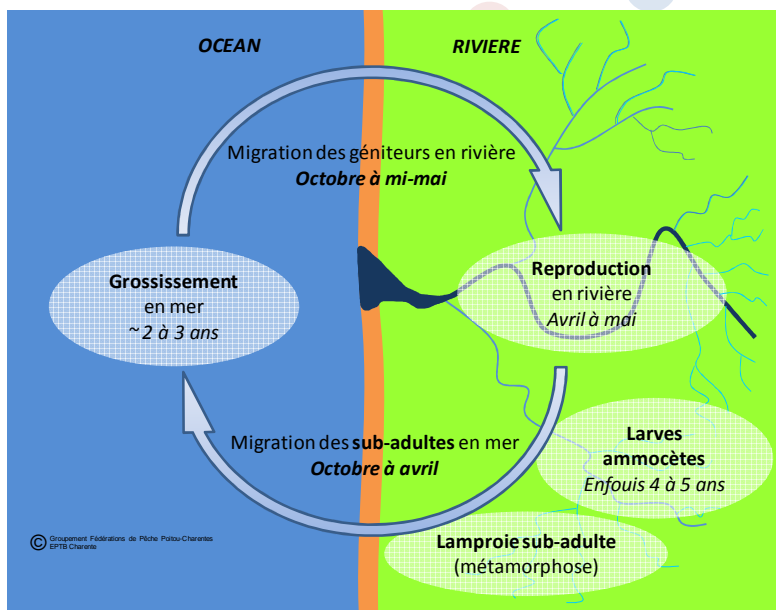 OCEAN
RIVIERE
Migration des géniteurs en rivière
Octobre à mi-mai
Grossissement
en mer
~ 2 à 3 ans
Reproduction
en rivière
Avril à mai
Migration des sub-adultes en mer
Octobre à avril
Larves
ammocètes
Enfouis 4 à 5 ans
Lamproie sub-adulte
(métamorphose)
© Groupement Fédérations de Pêche Poitou-Charentes
EPTB Charente